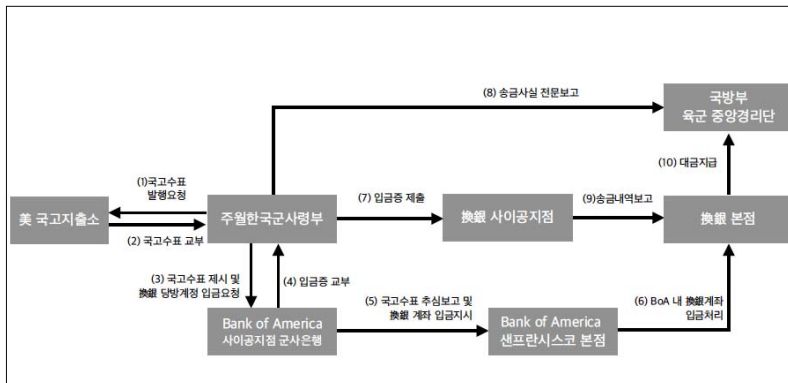 (8) 송금사실 전문보고
국방부
육군 중앙경리단
(10) 대금지급
(1)국고수표
발행요청
(7) 입금증 제출
(9)송금내역보고
美 국고지출소
주월한국군사령부
換銀 사이공지점
換銀 본점
(2) 국고수표 교부
(3) 국고수표 제시 및
換銀 당방계정 입금요청
(4) 입금증 교부
(5) 국고수표 추심보고 및
換銀 계좌 입금지시
(6) BoA 내 換銀계좌
입금처리
Bank of America
사이공지점 군사은행
Bank of America
샌프란시스코 본점